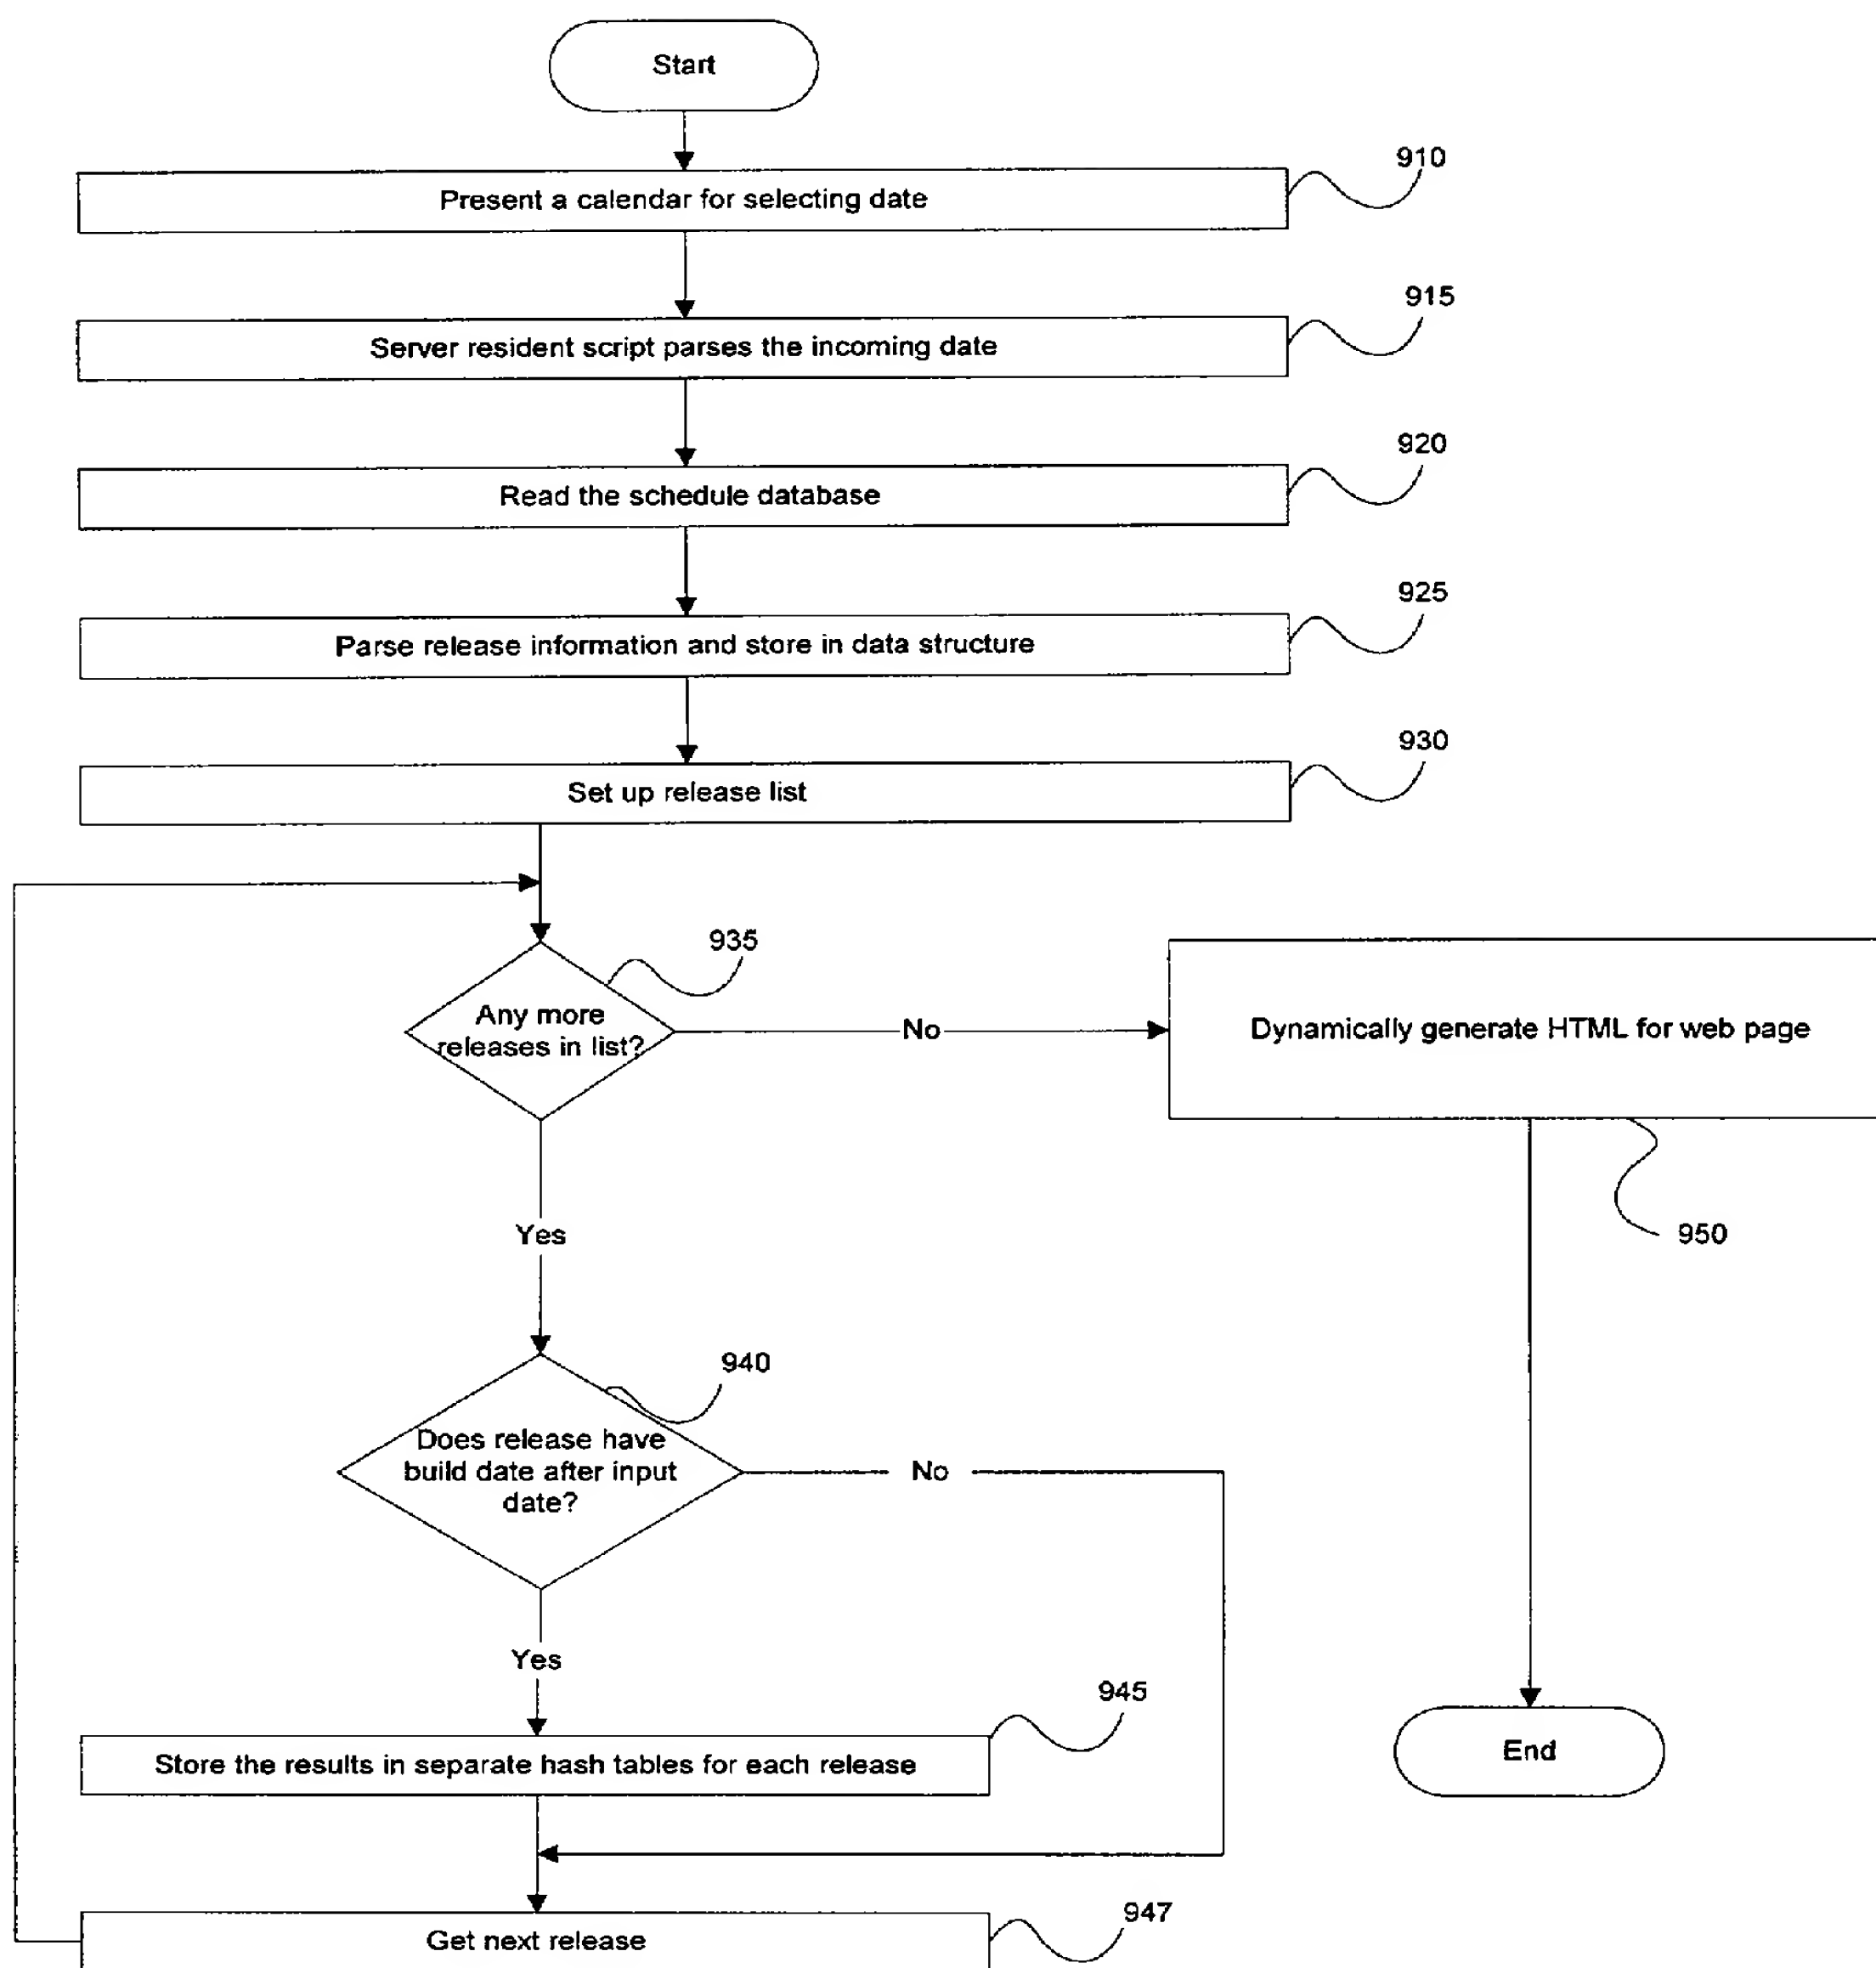 Start
910
Present a calendar for selecting date
915
Server resident script parses the incoming date
920
Read the schedule database
925
Parse release information and store in data structure
930
Set up release list
935
Any more
releases in list?
No
Dynamically generate HTML for web page
Yes
950
940
Does release have
build date after input
date?
No
Yes
945
Store the results in separate hash tables for each release
End
947
Get next release